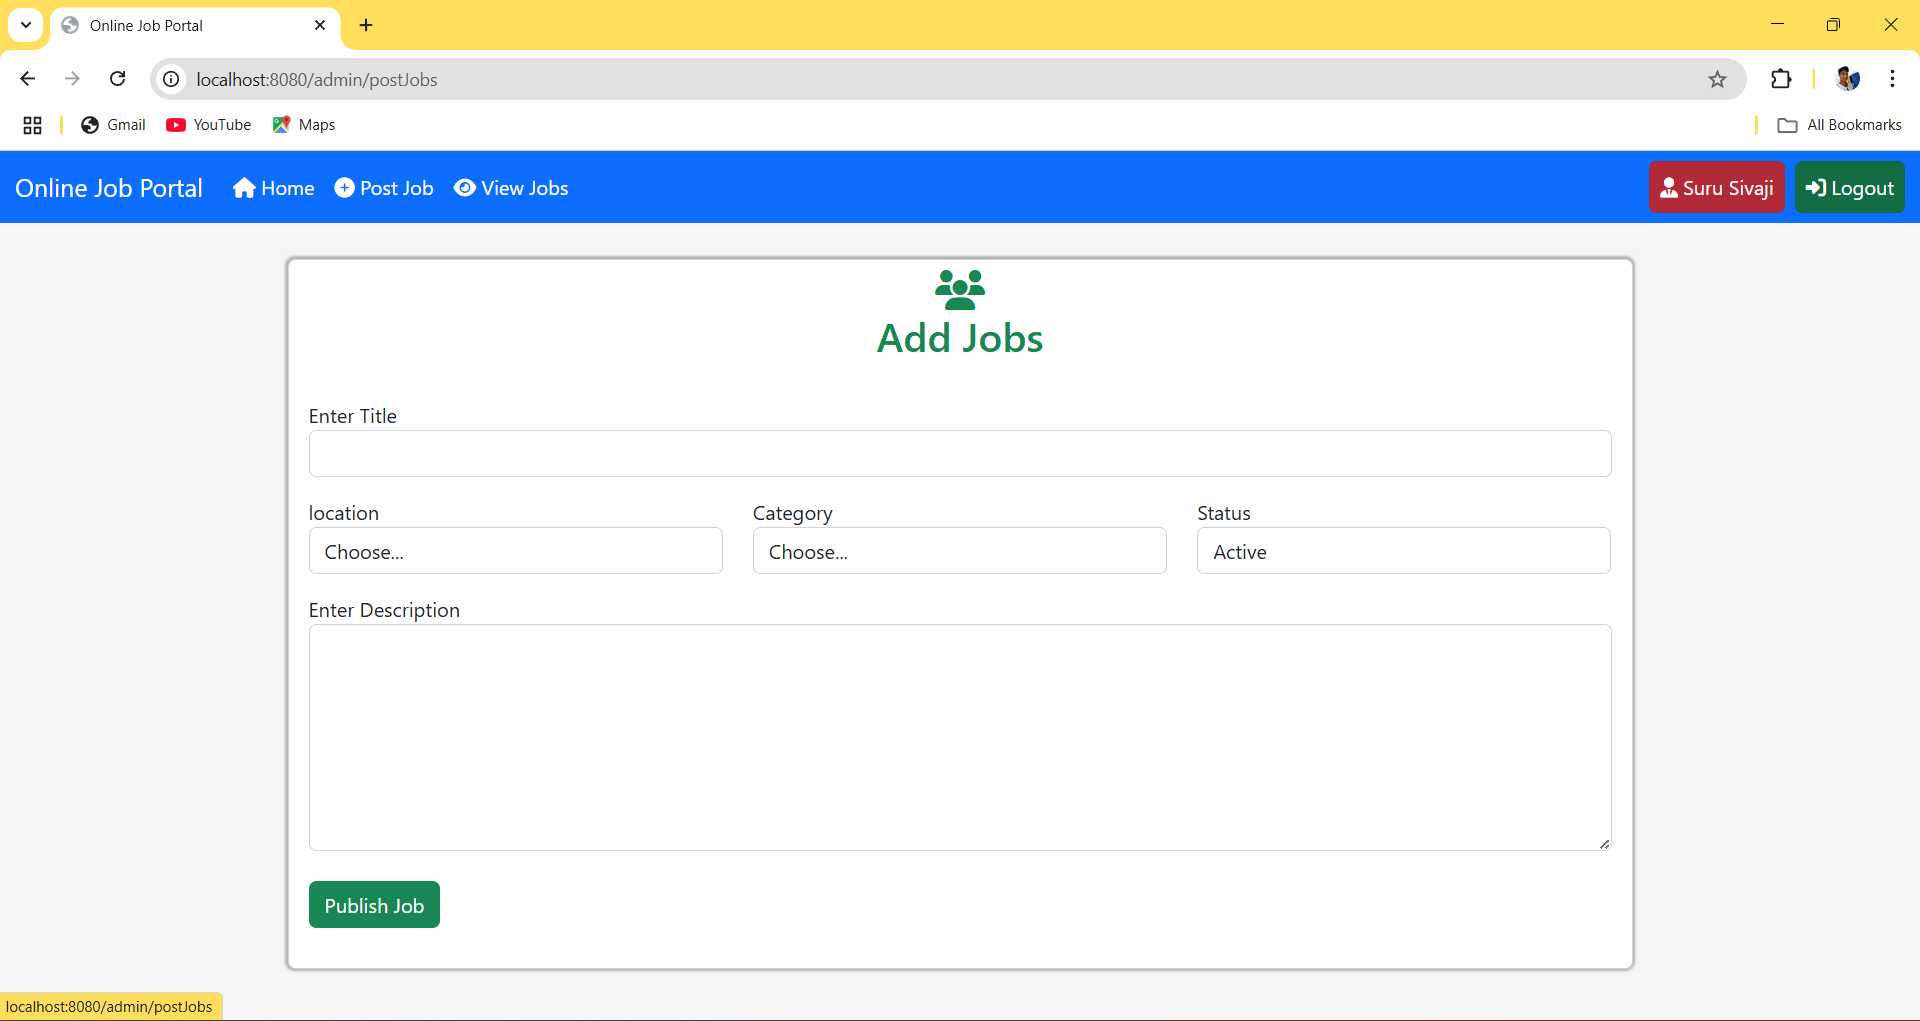 Online Job Portal
localhost:8080/admin/postJobs
Gmail YouTube Maps All Bookmarks
Online Job Portal Home Post Job View Jobs Suru Sivaji Logout
Add Jobs
Enter Title
location Category Status
Choose... Choose... Active
Enter Description
Publish Job
localhost:8080/admin/postJobs